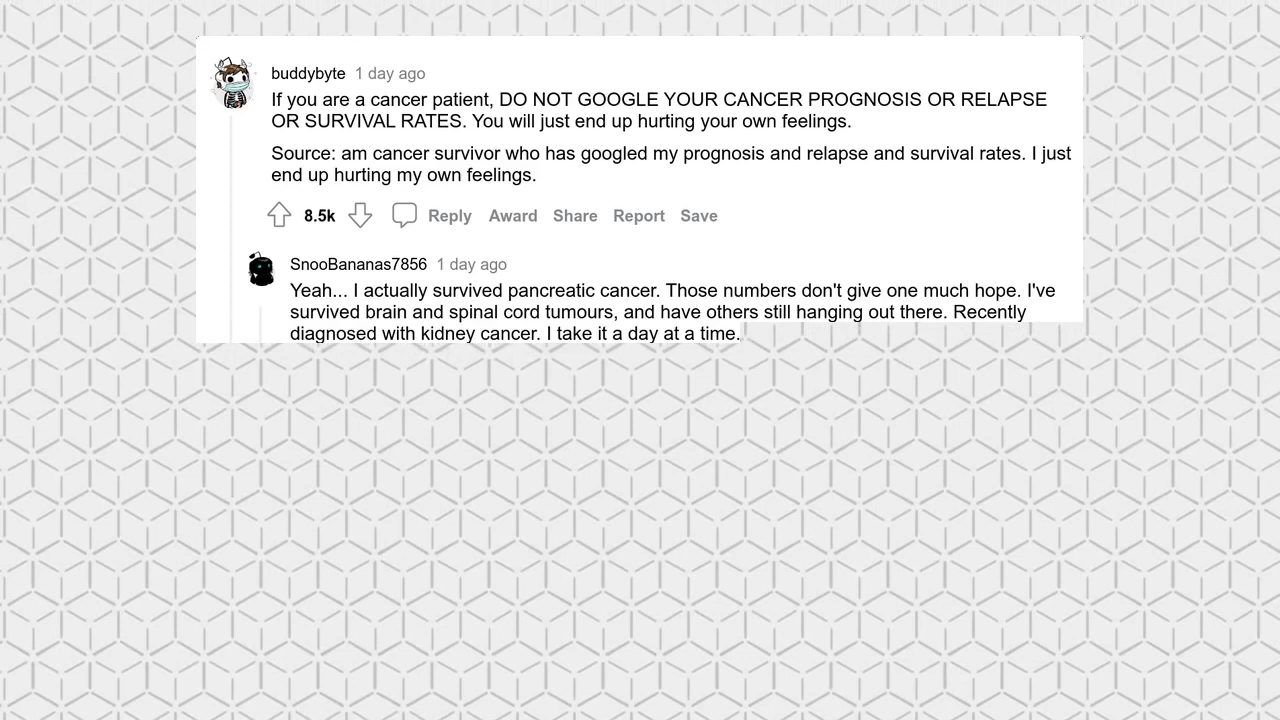 buddybyte 1 day ago
If you are a cancer patient, DO NOT GOOGLE YOUR CANCER PROGNOSIS OR RELAPSE
OR SURVIVAL RATES. You will just end up hurting your own feelings.
Source: am cancer survivor who has googled my prognosis and relapse and survival rates. I just
end up hurting my own feelings.
8.5k Reply Award Share Report Save
SnooBananas7856 1 day ago
Yeah... I actually survived pancreatic cancer. Those numbers don't give one much hope. I've
survived brain and spinal cord tumours, and have others still hanging out there. Recently
diagnosed with kidney cancer. I take it a day at a time.